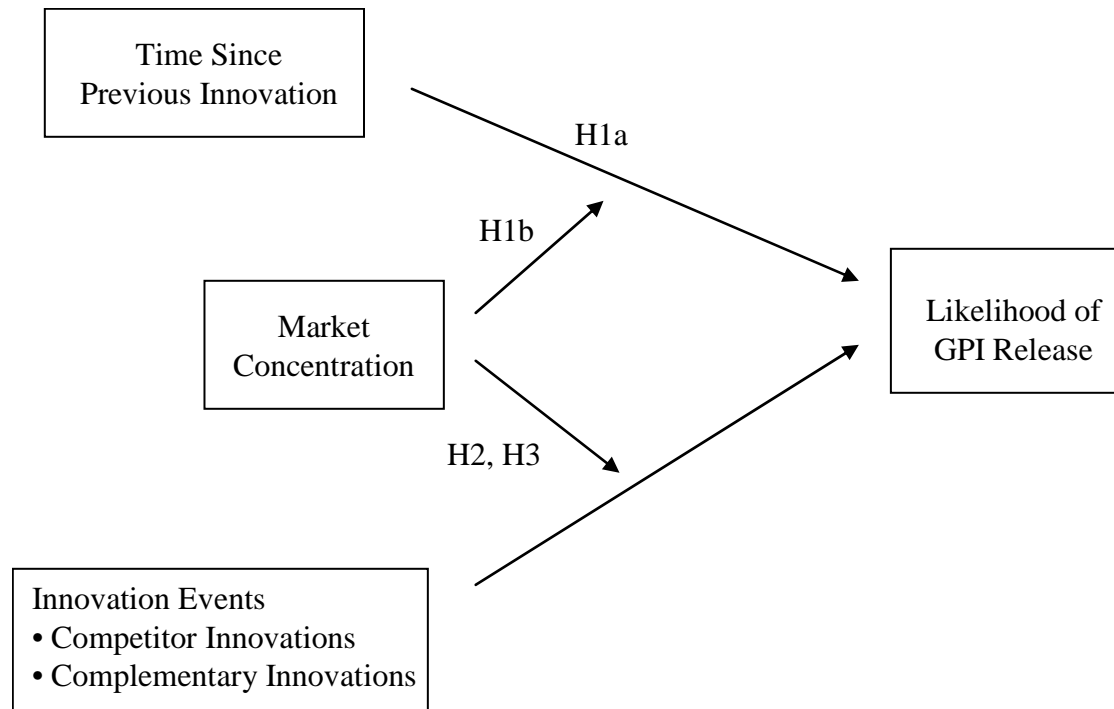 Time Since
Previous Innovation
H1a
H1b
Market
Concentration
Likelihood of
GPI Release
H2, H3
Innovation Events
• Competitor Innovations
• Complementary Innovations